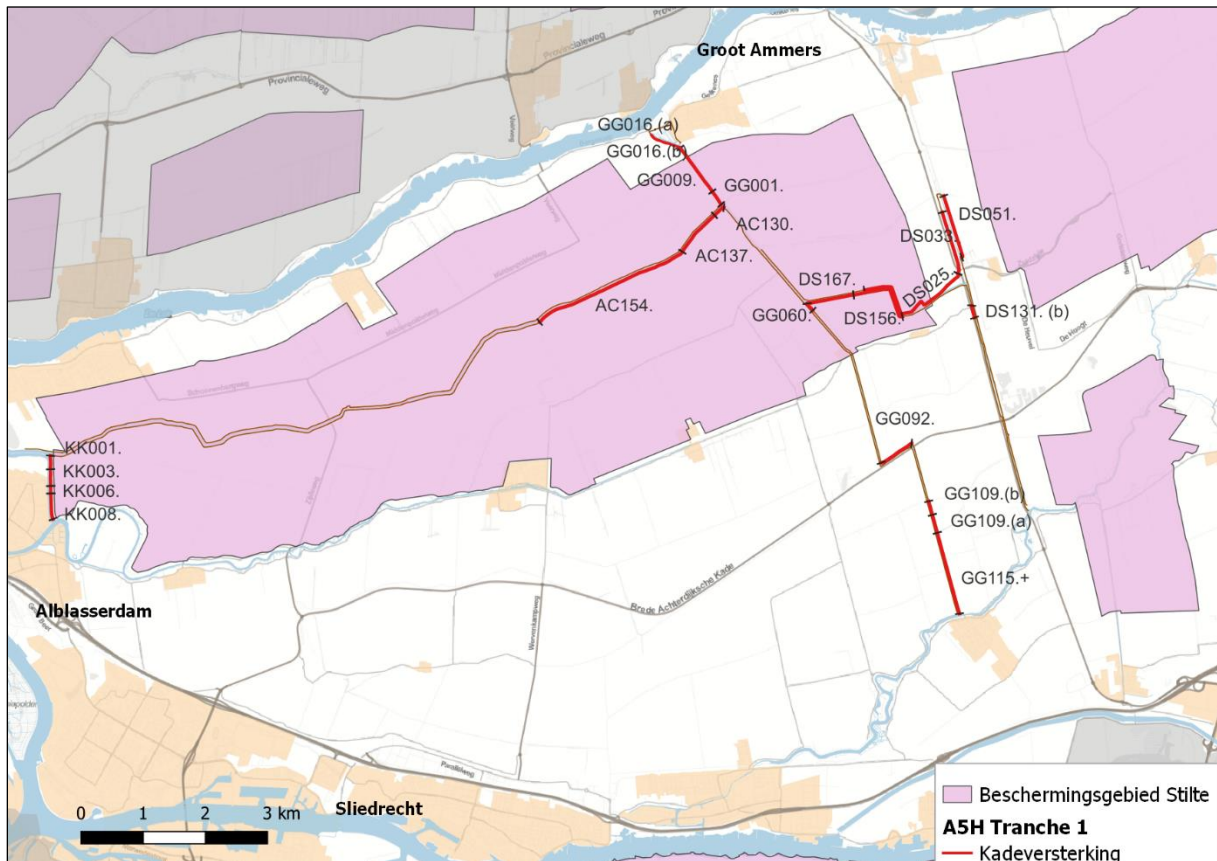 Groot Ammers
Provincialeweg
Provincialeweg
GG016.(a)
GG016.(b)
GG009.
GG001.
AC130.
AC137.
AC154.
DS051.
DS033.
DS025.
DS167.
DS156.
GG060.
DS131. (b)
GG092.
GG109.(b)
GG109.(a)
GG115.+
KK001.
KK003.
KK006.
KK008.
Brede Achterdijksche Kade
Alblasserdam
Parallelweg
Sliedrecht
0 1 2 3 km
Beschermingsgebied Stilte
A5H Tranche 1
Kadeversterking